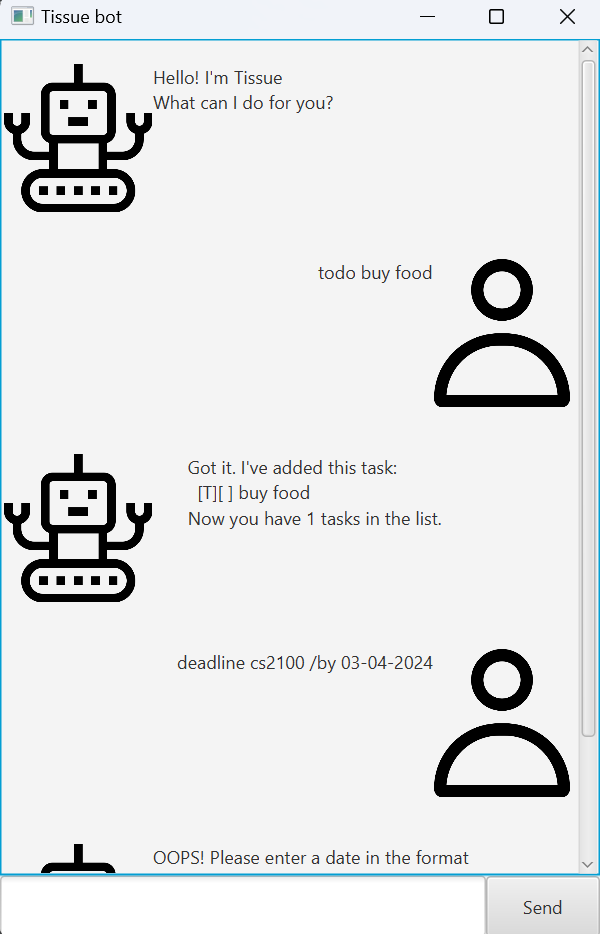 Tissue bot
Hello! I'm Tissue
What can I do for you?
todo buy food
Got it. I've added this task:
[T][ ] buy food
Now you have 1 tasks in the list.
deadline cs2100 /by 03-04-2024
OOPS! Please enter a date in the format
Send